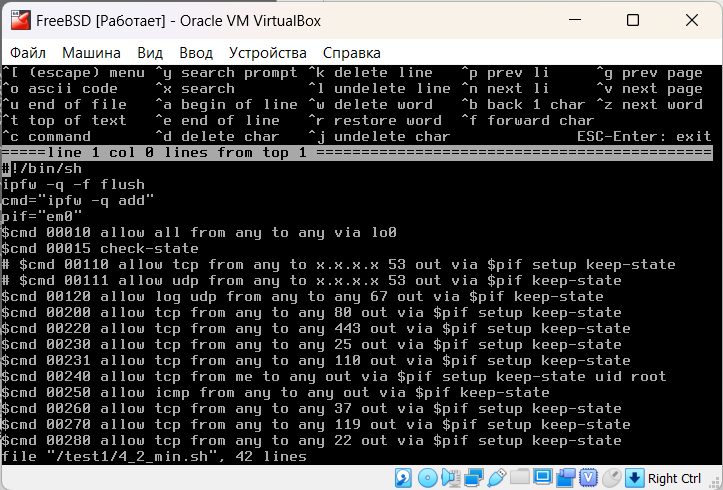 FreeBSD [Работает] - Oracle VM VirtualBox
Файл Машина Вид Ввод Устройства Справка
^[ (escape) menu ^y search prompt ^k delete line ^p prev li ^g prev page
^o ascii code ^x search ^l undelete line ^n next li ^v next page
^u end of file ^a begin of line ^w delete word ^b back 1 char ^z next word
^t top of text ^e end of line ^r restore word ^f forward char
^c command ^d delete char ^j undelete char ESC-Enter: exit
=====line 1 col 0 lines from top 1 ============================================
#!/bin/sh
ipfw -q -f flush
cmd="ipfw -q add"
pif="em0"
$cmd 00010 allow all from any to any via lo0
$cmd 00015 check-state
# $cmd 00110 allow tcp from any to x.x.x.x 53 out via $pif setup keep-state
# $cmd 00111 allow udp from any to x.x.x.x 53 out via $pif keep-state
$cmd 00120 allow log udp from any to any 67 out via $pif keep-state
$cmd 00200 allow tcp from any to any 80 out via $pif setup keep-state
$cmd 00220 allow tcp from any to any 443 out via $pif setup keep-state
$cmd 00230 allow tcp from any to any 25 out via $pif setup keep-state
$cmd 00231 allow tcp from any to any 110 out via $pif setup keep-state
$cmd 00240 allow tcp from me to any out via $pif setup keep-state uid root
$cmd 00250 allow icmp from any to any out via $pif keep-state
$cmd 00260 allow tcp from any to any 37 out via $pif setup keep-state
$cmd 00270 allow tcp from any to any 119 out via $pif setup keep-state
$cmd 00280 allow tcp from any to any 22 out via $pif setup keep-state
file "/test1/4_2_min.sh", 42 lines
Right Ctrl